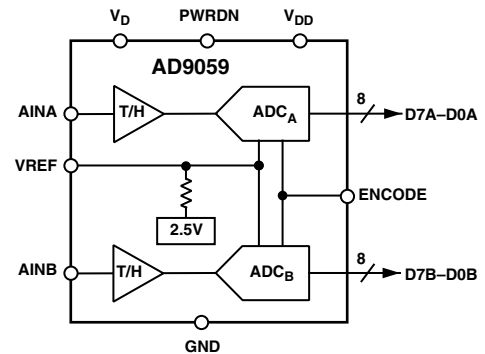 VD PWRDN VDD
AD9059
AINA T/H ADCA 8 D7A–D0A
VREF
ENCODE
2.5V
AINB T/H ADCB 8 D7B–D0B
GND